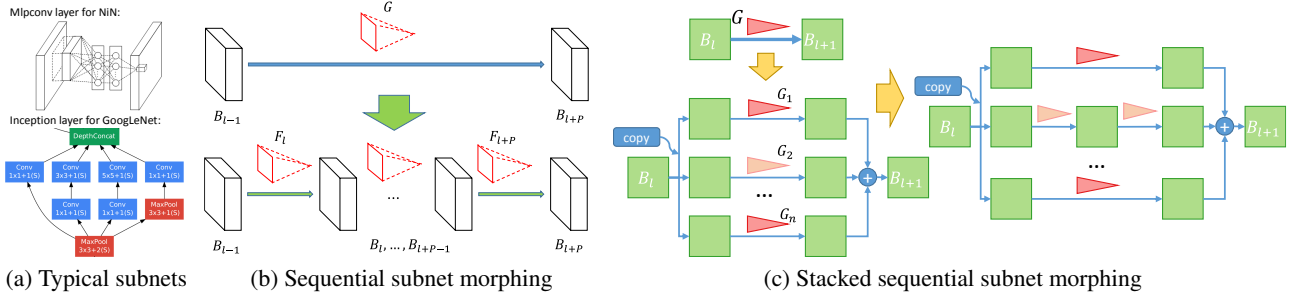 Mlpconv layer for NiN:
Inception layer for GoogLeNet:
DepthConcat
Conv
1x1+1(S)
Conv
3x3+1(S)
Conv
5x5+1(S)
Conv
1x1+1(S)
Conv
1x1+1(S)
Conv
1x1+1(S)
MaxPool
3x3+1(S)
MaxPool
3x3+2(S)
(a) Typical subnets
G
B_{l-1}
B_{l+P}
F_l
F_{l+P}
...
B_{l-1}
B_l, ..., B_{l+P-1}
B_{l+P}
(b) Sequential subnet morphing
G
B_l
B_{l+1}
G_1
copy
G_2
B_l
...
+
B_{l+1}
G_n
copy
B_l
+
B_{l+1}
...
(c) Stacked sequential subnet morphing